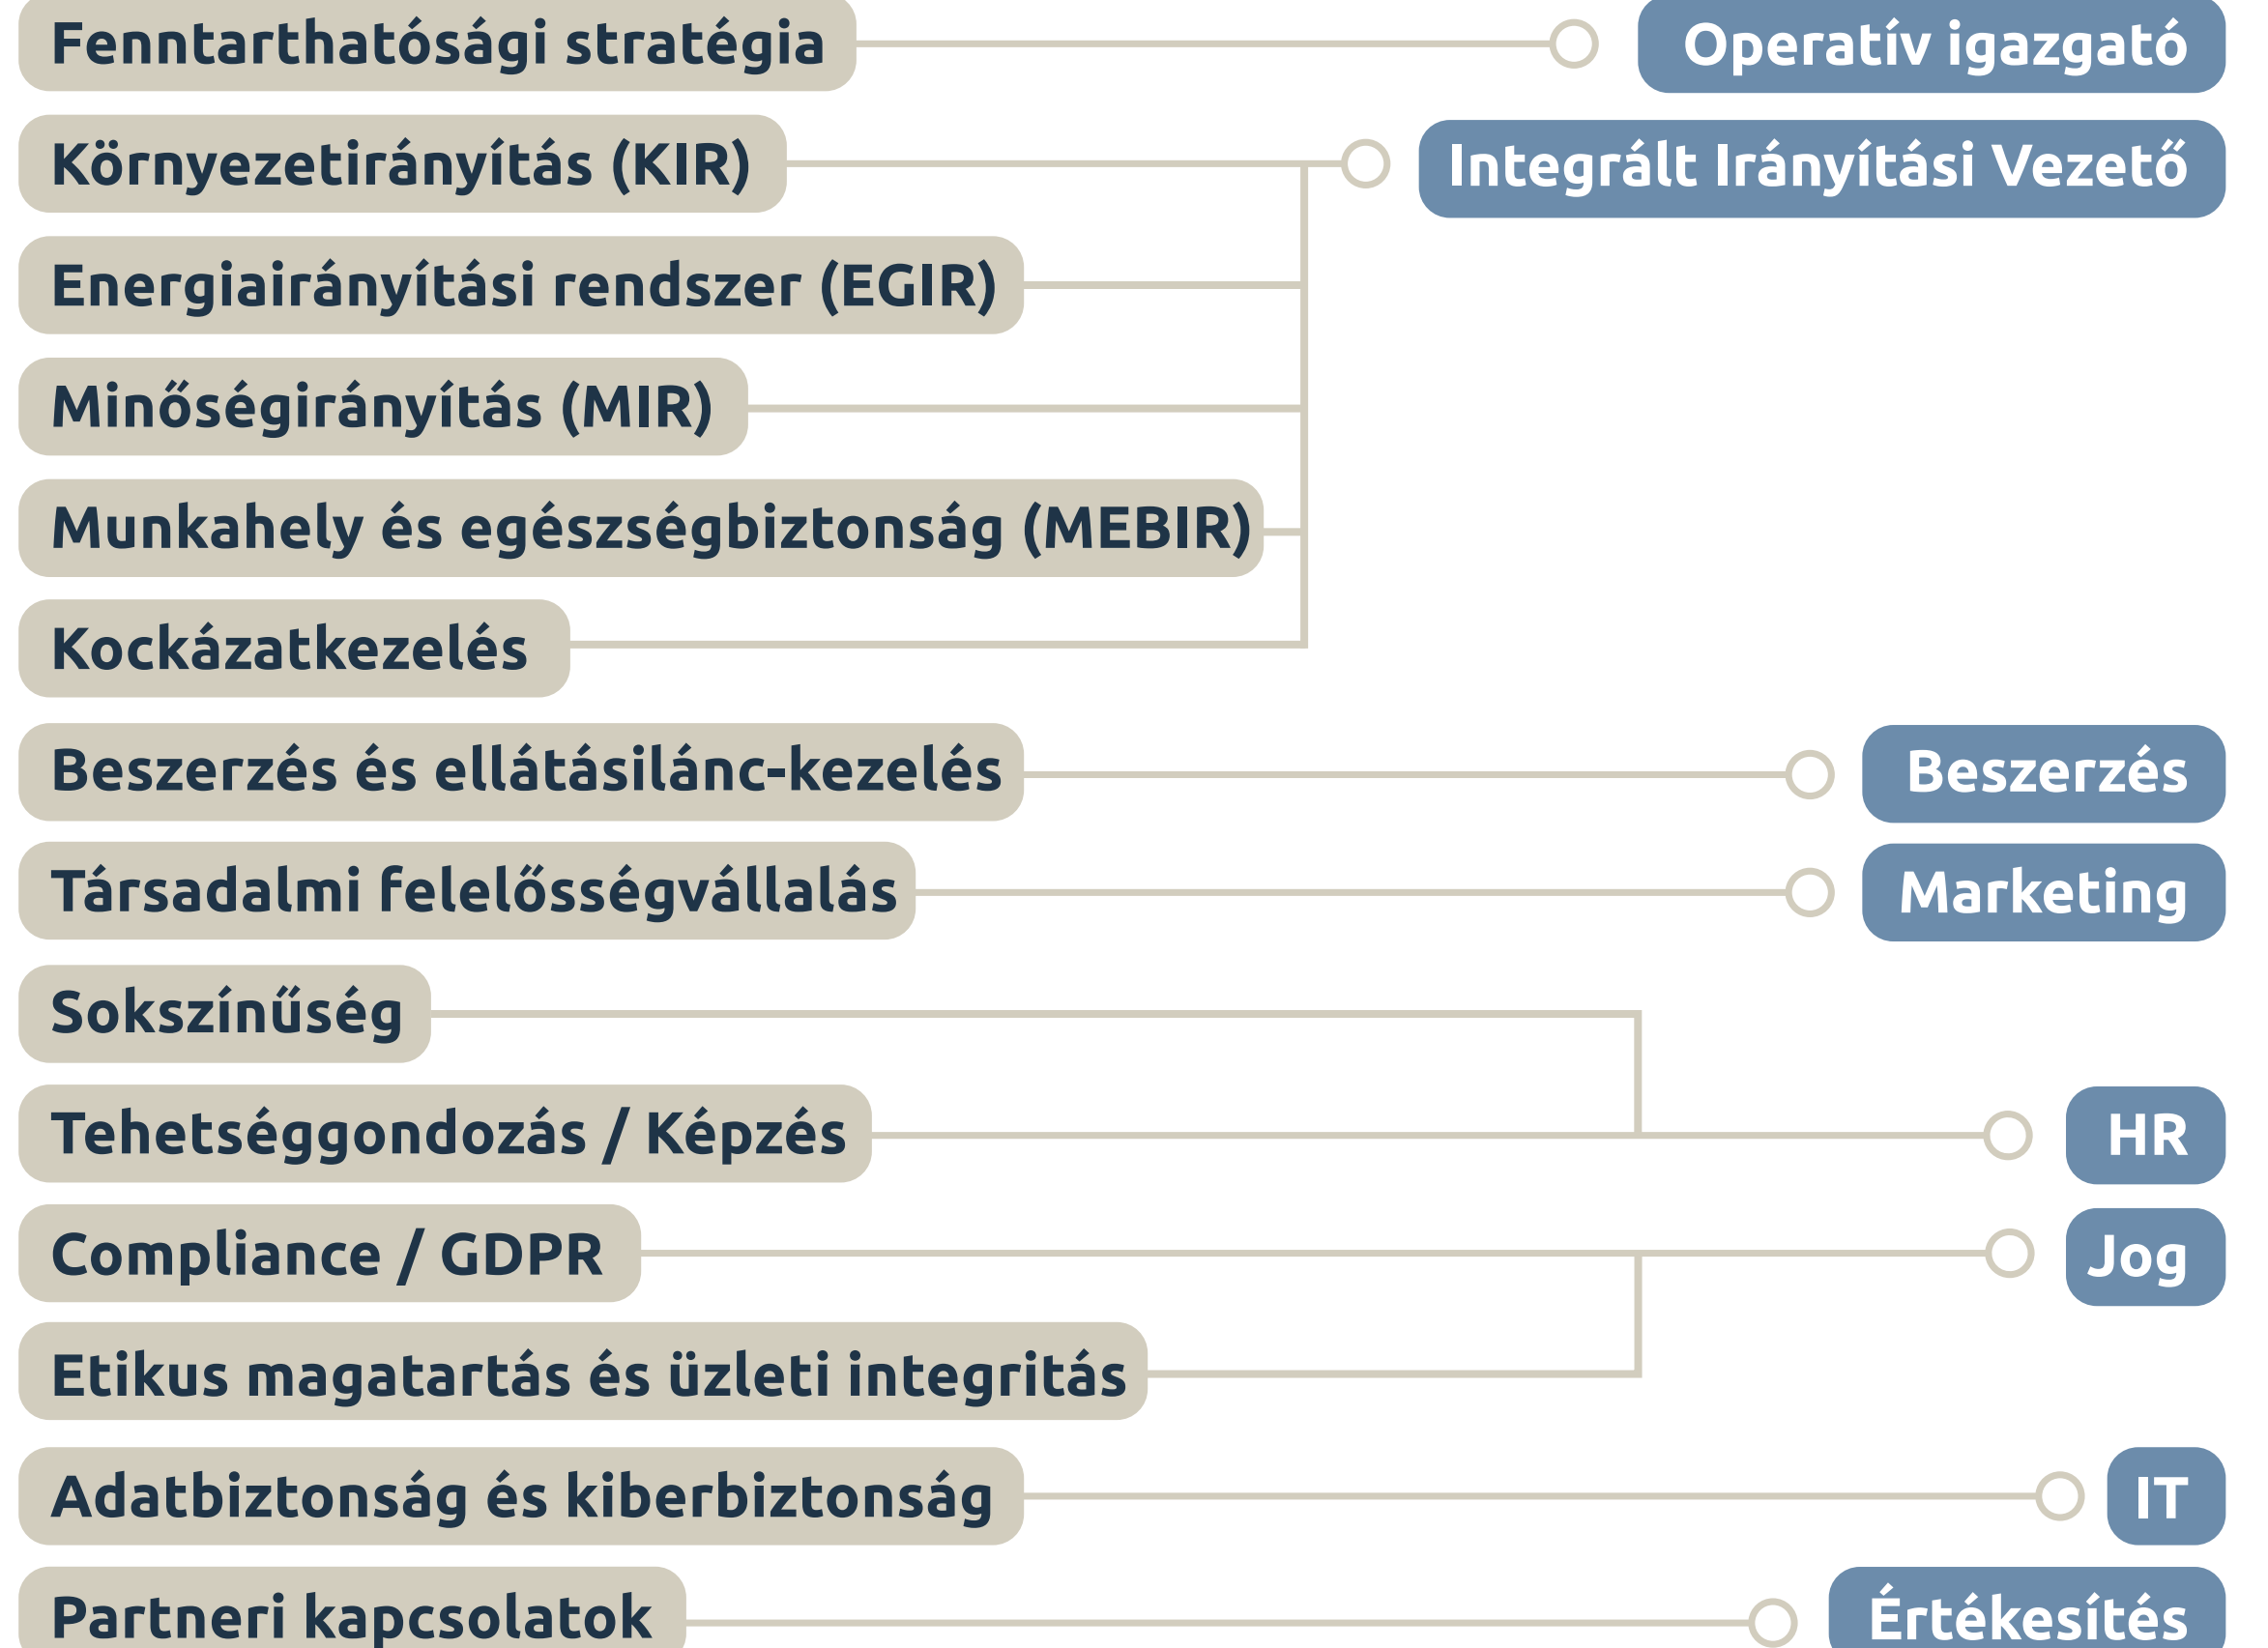 Fenntarthatósági stratégia
Operatív igazgató
Környezetirányítás (KIR)
Integrált Irányítási Vezető
Energiairányítási rendszer (EGIR)
Minőségirányítás (MIR)
Munkahely és egészségbiztonság (MEBIR)
Kockázatkezelés
Beszerzés és ellátásilánc-kezelés
Beszerzés
Társadalmi felelősségvállalás
Marketing
Sokszínűség
Tehetséggondozás / Képzés
HR
Compliance / GDPR
Jog
Etikus magatartás és üzleti integritás
Adatbiztonság és kiberbiztonság
IT
Partneri kapcsolatok
Értékesítés